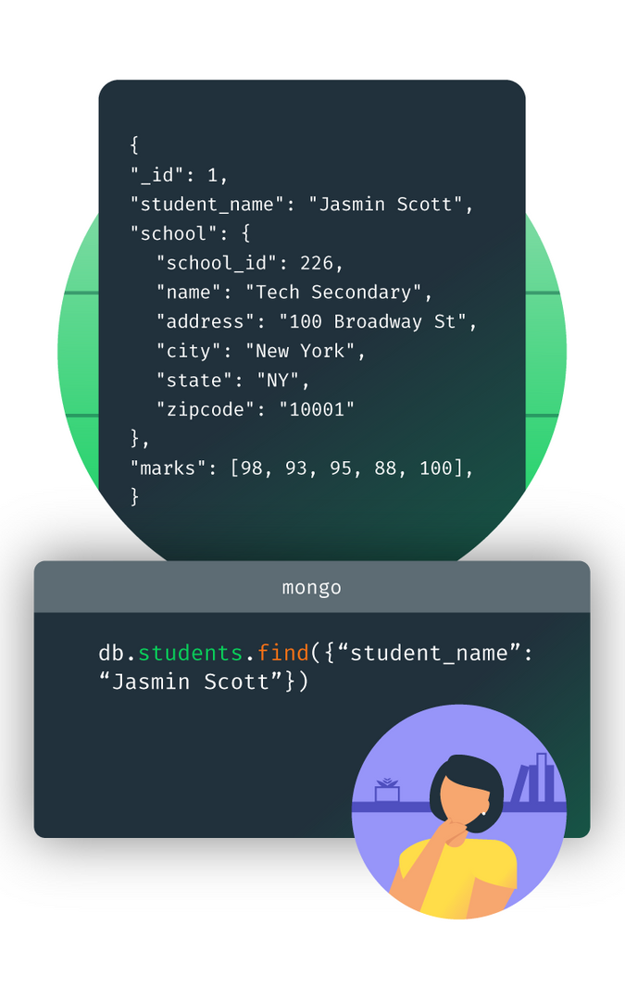 {
"_id": 1,
"student_name": "Jasmin Scott",
"school": {
"school_id": 226,
"name": "Tech Secondary",
"address": "100 Broadway St",
"city": "New York",
"state": "NY",
"zipcode": "10001"
},
"marks": [98, 93, 95, 88, 100],
}
mongo
db.students.find({“student_name”:
“Jasmin Scott”})